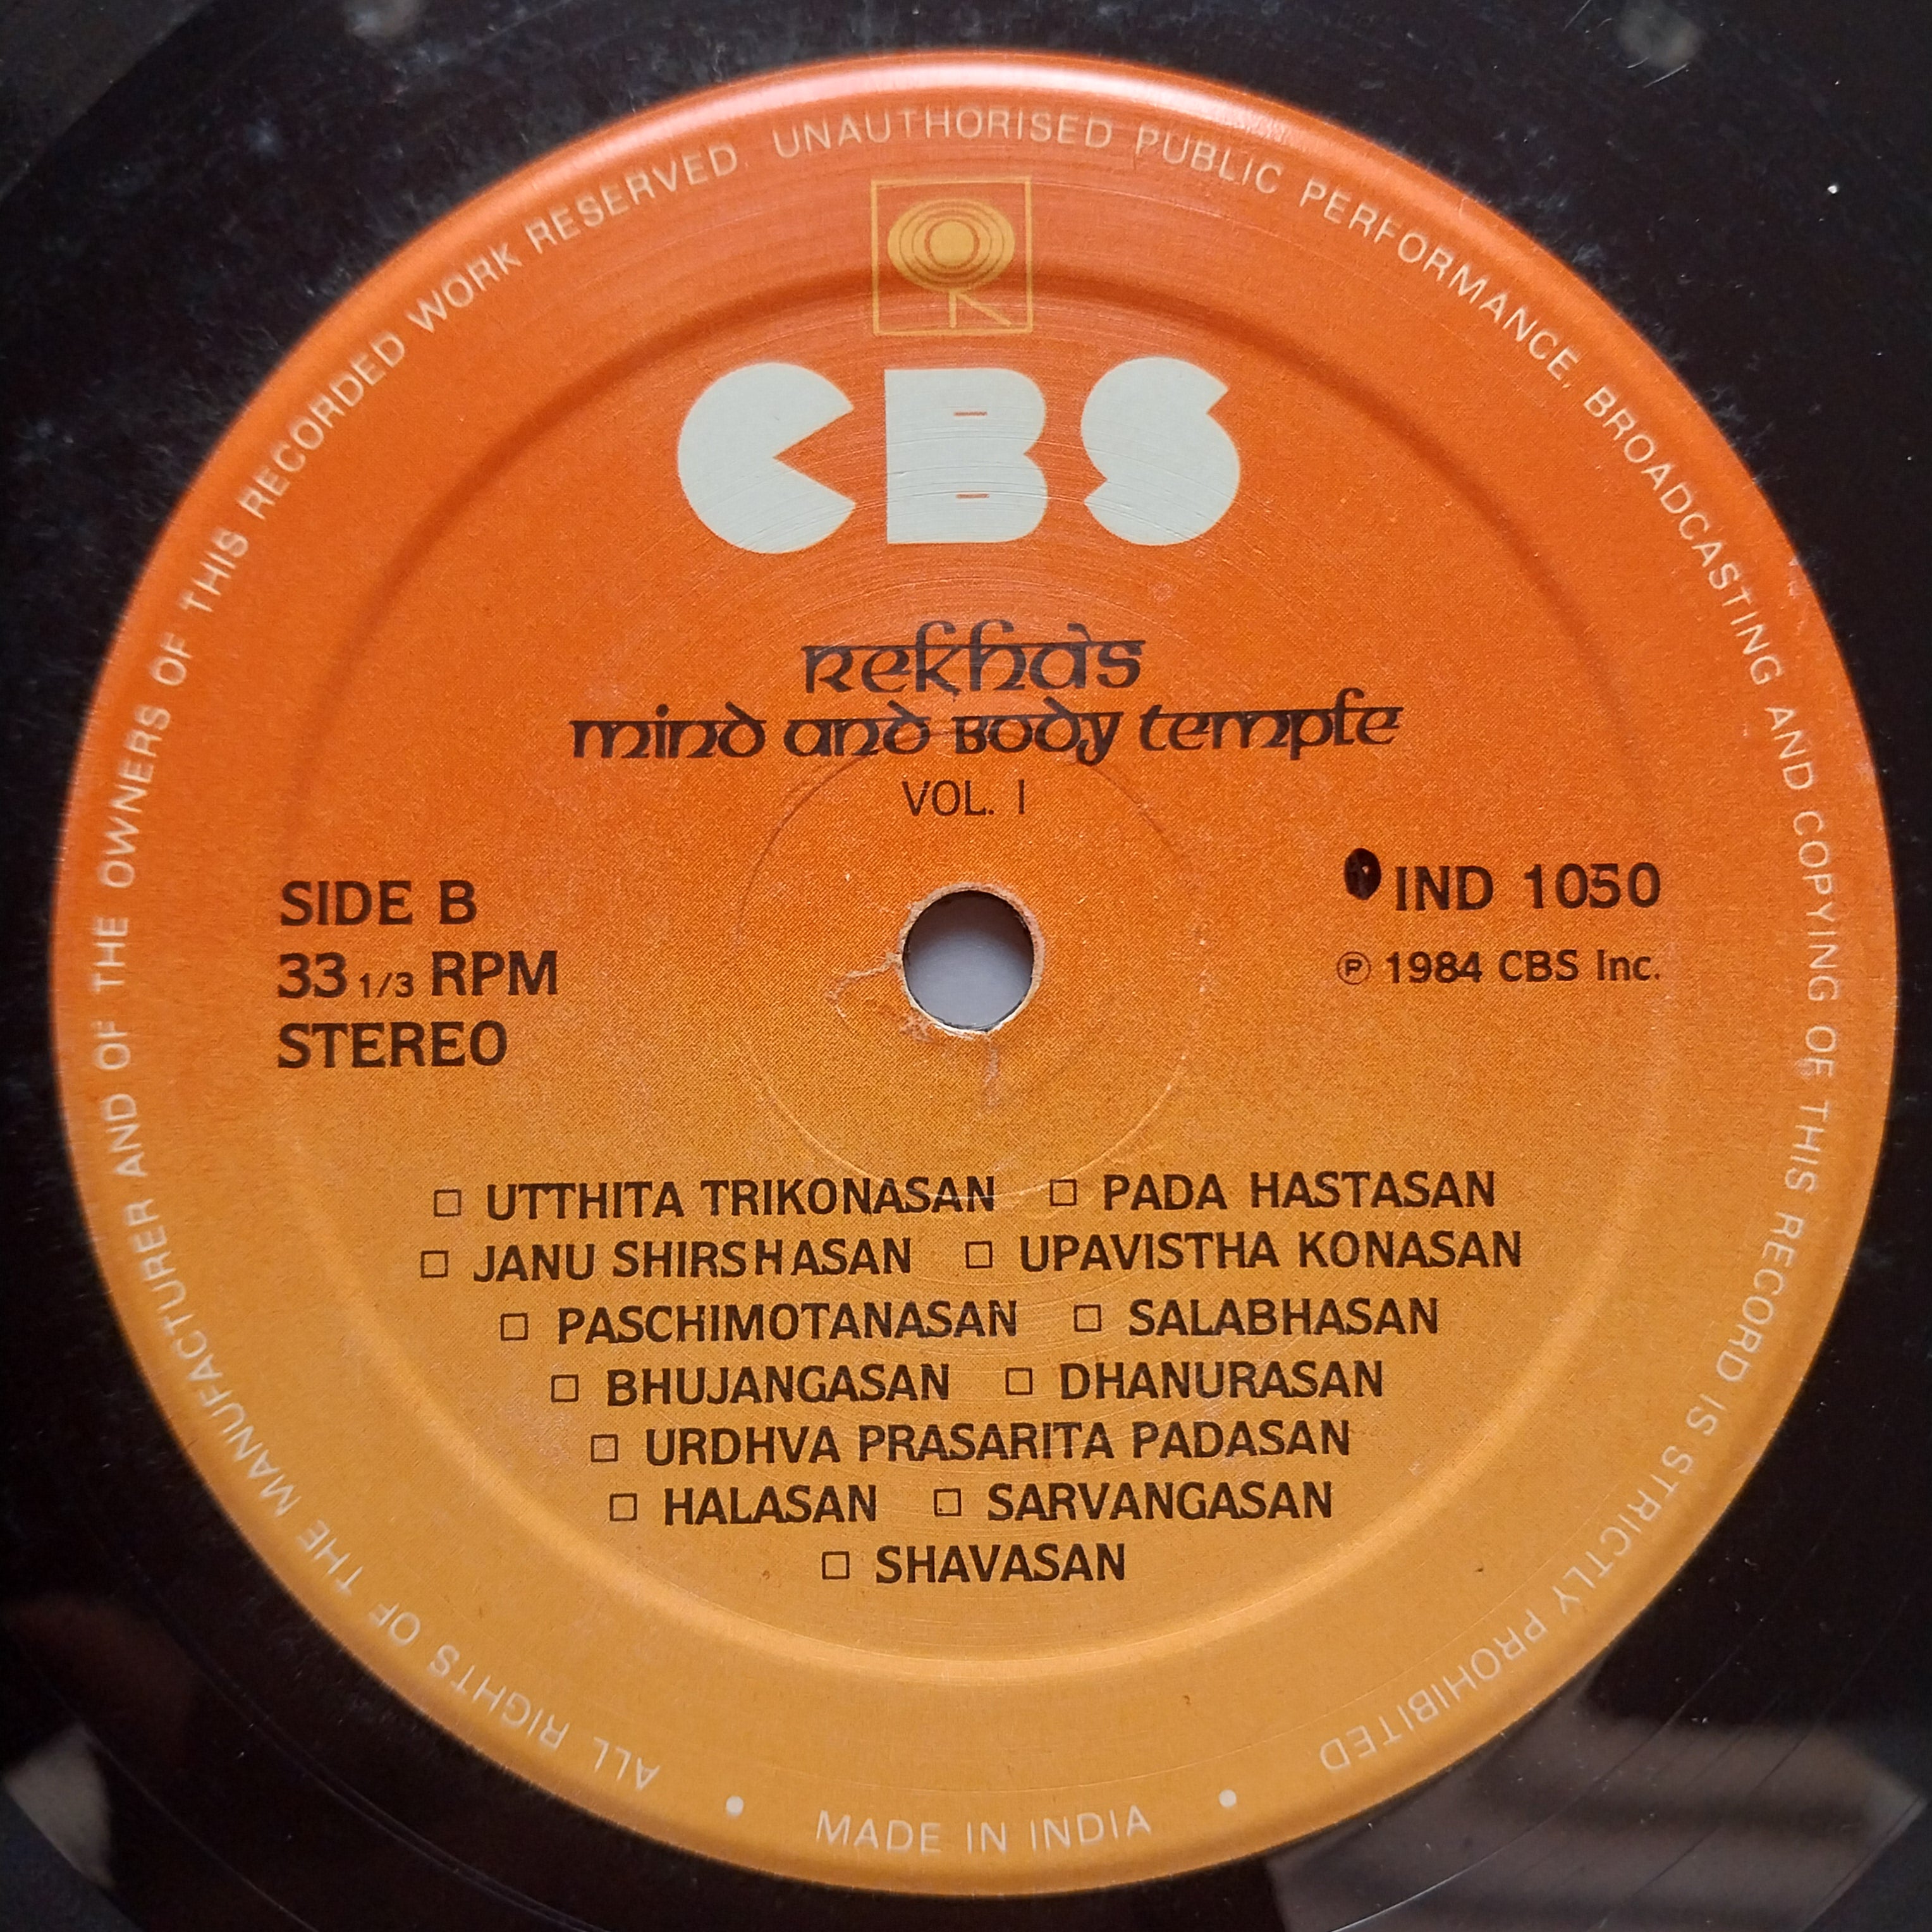 ALL RIGHTS OF THE MANUFACTURER AND OF THE OWNERS OF THIS RECORDED WORK RESERVED UNAUTHORISED PUBLIC PERFORMANCE, BROADCASTING AND COPYING OF THIS RECORD IS STRICTLY PROHIBITED
CBS
Rekha's
Mind and Body Temple
VOL. I
SIDE B
33 1/3 RPM
STEREO
IND 1050
℗ 1984 CBS Inc.
□ UTTHITA TRIKONASAN □ PADA HASTASAN
□ JANU SHIRSHASAN □ UPAVISTHA KONASAN
□ PASCHIMOTANASAN □ SALABHASAN
□ BHUJANGASAN □ DHANURASAN
□ URDHVA PRASARITA PADASAN
□ HALASAN □ SARVANGASAN
□ SHAVASAN
• MADE IN INDIA •